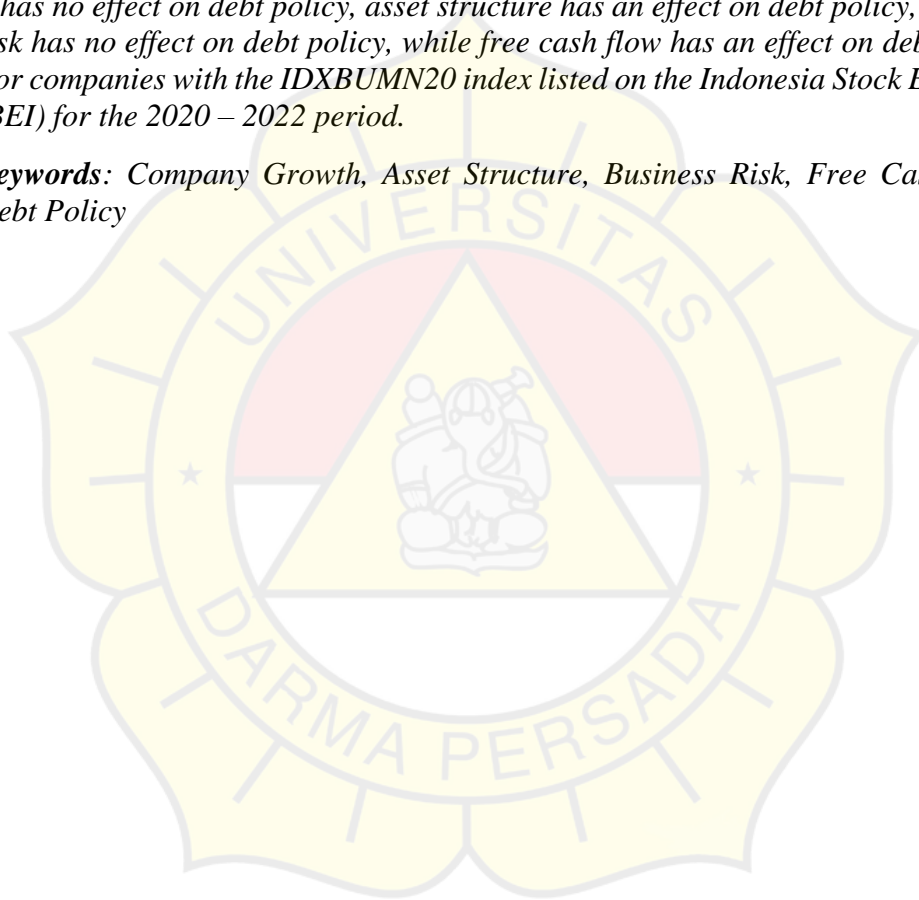 has no effect on debt policy, asset structure has an effect on debt policy,
sk has no effect on debt policy, while free cash flow has an effect on deb
or companies with the IDXBUMN20 index listed on the Indonesia Stock E
BEI) for the 2020 – 2022 period.
eywords: Company Growth, Asset Structure, Business Risk, Free Ca
ebt Policy
UNIVERSITAS
DARMA PERSADA